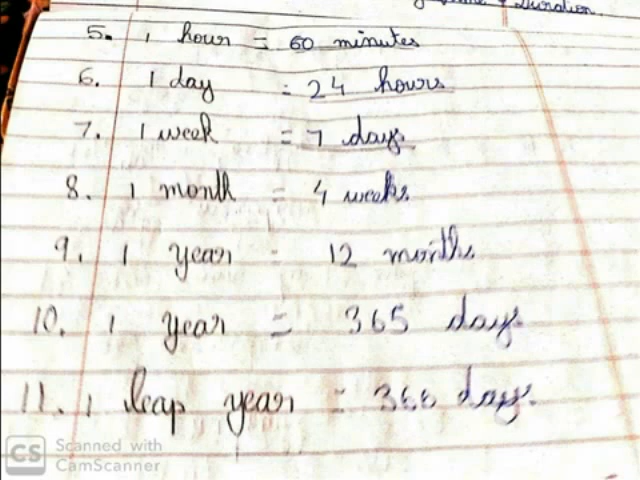 Duration.
5. 1 hour = 60 minutes
6. 1 day = 24 hours
7. 1 week = 7 days
8. 1 month = 4 weeks
9. 1 year - 12 months
10. 1 year = 365 days
11. 1 leap year = 366 days.
CS Scanned with
CamScanner